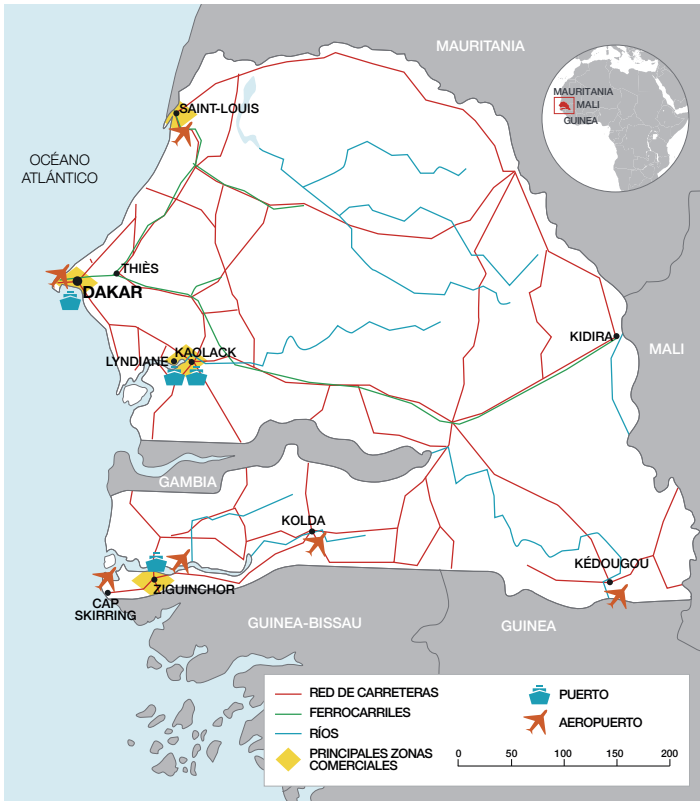 MAURITANIA
MAURITANIA
MALI
GUINEA
SAINT-LOUIS
OCÉANO
ATLÁNTICO
THIÈS
DAKAR
KIDIRA
KAOLACK
LYNDIANE
MALI
GAMBIA
KOLDA
KÉDOUGOU
ZIGUINCHOR
CAP
SKIRRING
GUINEA-BISSAU
GUINEA
RED DE CARRETERAS
FERROCARRILES
RÍOS
PRINCIPALES ZONAS
COMERCIALES
PUERTO
AEROPUERTO
0 50 100 150 200